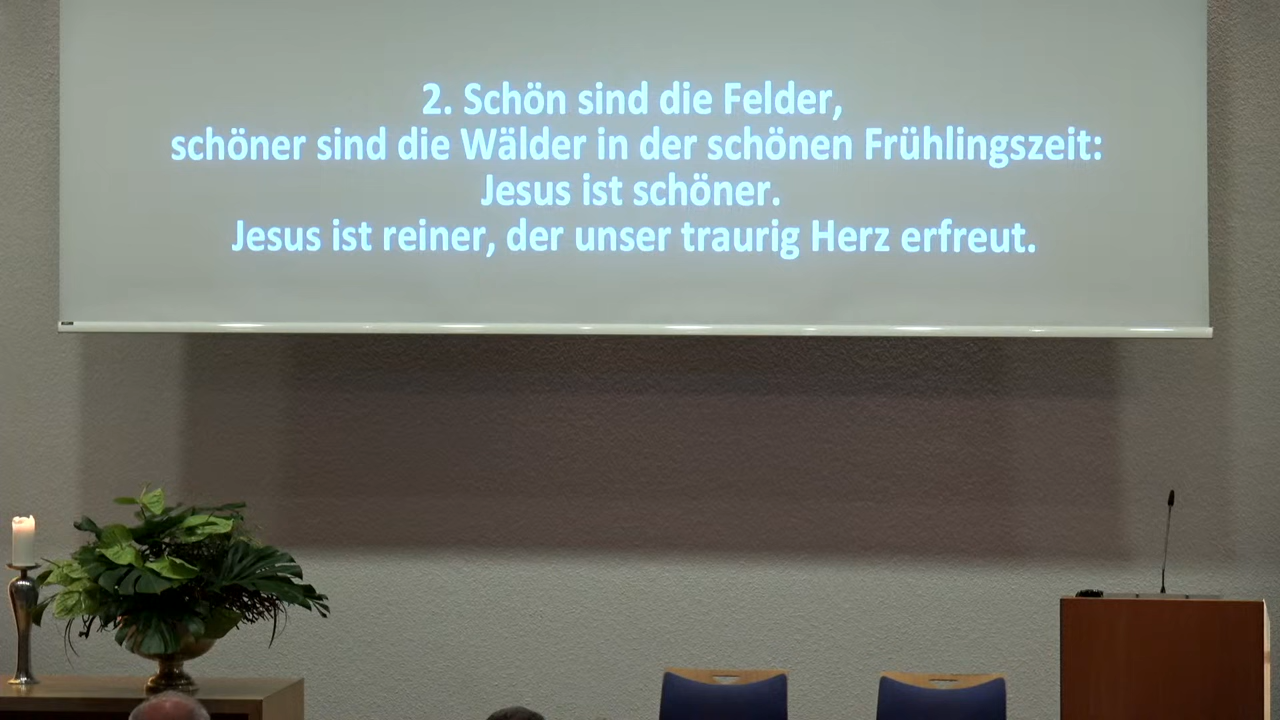 2. Schön sind die Felder,
schöner sind die Wälder in der schönen Frühlingszeit:
Jesus ist schöner.
Jesus ist reiner, der unser traurig Herz erfreut.